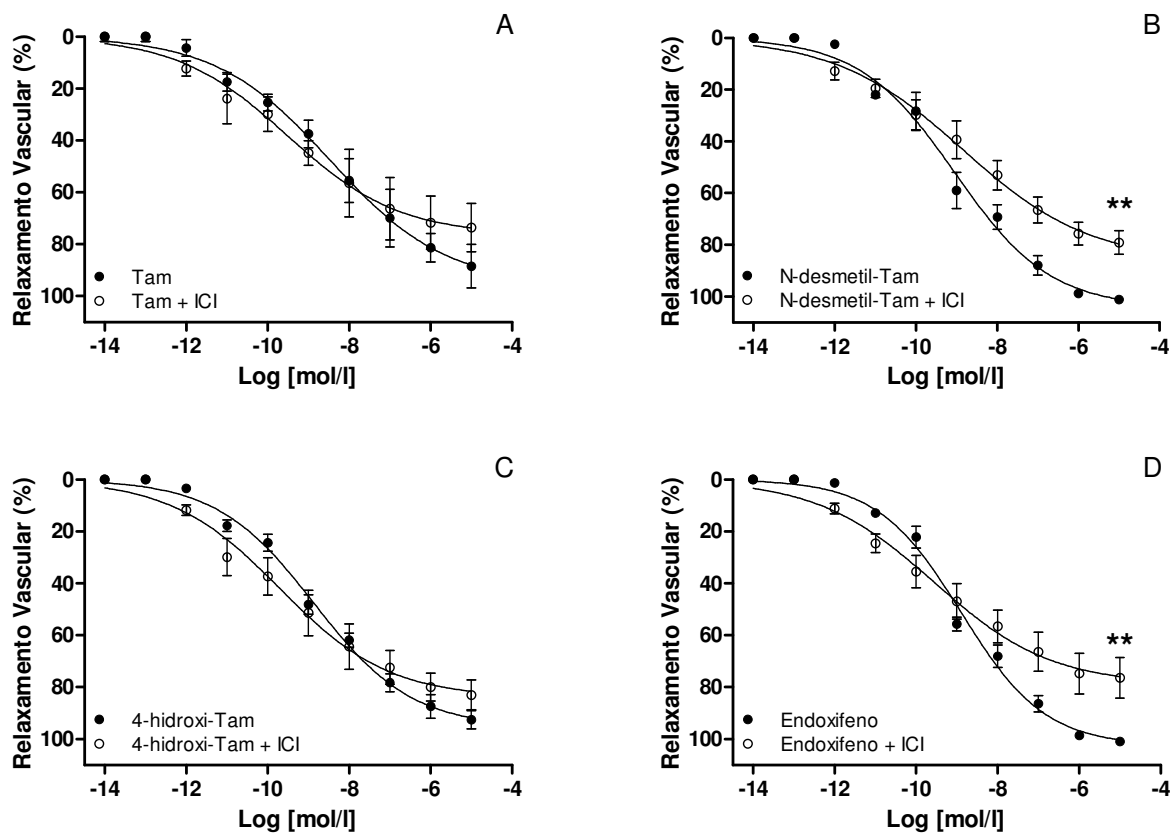 A
Relaxamento Vascular (%)
0
20
40
60
80
100
Tam
Tam + ICI
-14 -12 -10 -8 -6 -4
Log [mol/l]
B
Relaxamento Vascular (%)
0
20
40
60
80
100
**
N-desmetil-Tam
N-desmetil-Tam + ICI
-14 -12 -10 -8 -6 -4
Log [mol/l]
C
Relaxamento Vascular (%)
0
20
40
60
80
100
4-hidroxi-Tam
4-hidroxi-Tam + ICI
-14 -12 -10 -8 -6 -4
Log [mol/l]
D
Relaxamento Vascular (%)
0
20
40
60
80
100
**
Endoxifeno
Endoxifeno + ICI
-14 -12 -10 -8 -6 -4
Log [mol/l]